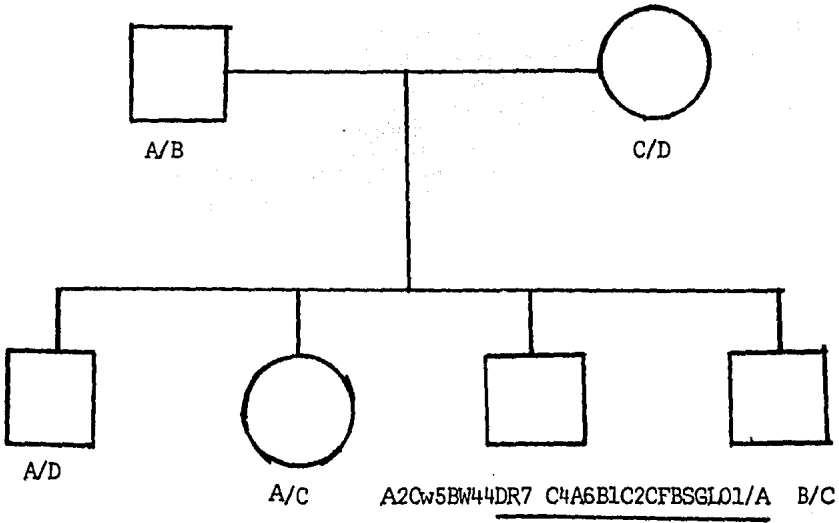 A/B
C/D
A/D
A/C
A2Cw5BW44DR7 C4A6B1C2CFBSGLO1/A
B/C